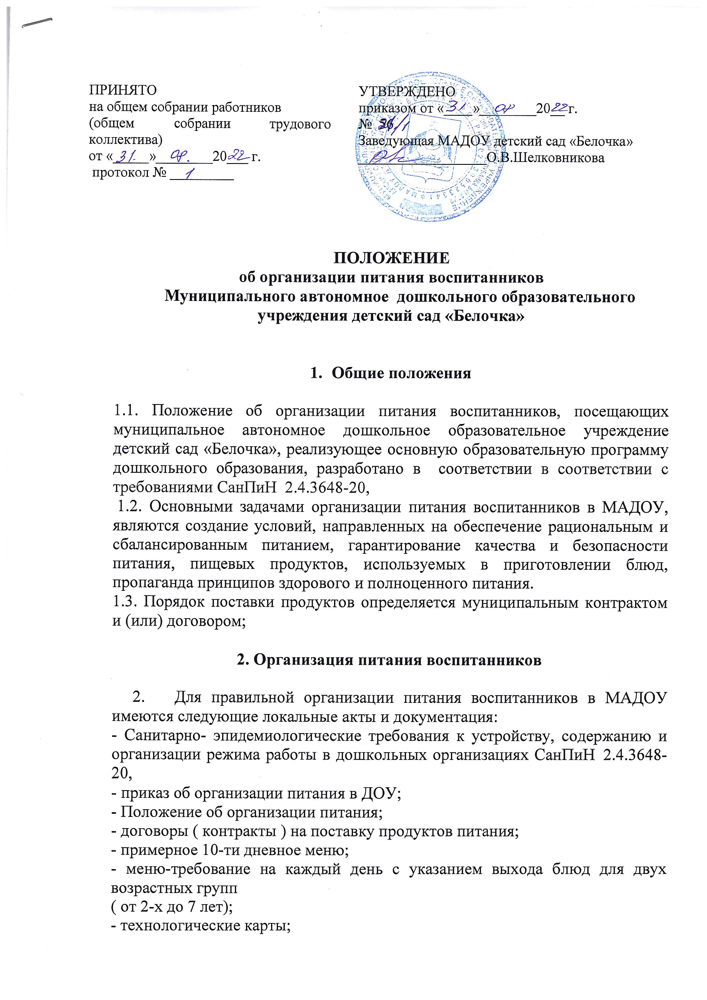 ПРИНЯТО
на общем собрании работников
(общем собрании трудового
коллектива)
от «31.» 08. 2022 г.
протокол № 1
УТВЕРЖДЕНО
приказом от «31» 08 2022 г.
№
Заведующая МАДОУ детский сад «Белочка»
О.В.Шелковникова
ПОЛОЖЕНИЕ
об организации питания воспитанников
Муниципального автономное дошкольного образовательного
учреждения детский сад «Белочка»
1. Общие положения
1.1. Положение об организации питания воспитанников, посещающих
муниципальное автономное дошкольное образовательное учреждение
детский сад «Белочка», реализующее основную образовательную программу
дошкольного образования, разработано в соответствии в соответствии с
требованиями СанПиН 2.4.3648-20,
1.2. Основными задачами организации питания воспитанников в МАДОУ,
являются создание условий, направленных на обеспечение рациональным и
сбалансированным питанием, гарантирование качества и безопасности
питания, пищевых продуктов, используемых в приготовлении блюд,
пропаганда принципов здорового и полноценного питания.
1.3. Порядок поставки продуктов определяется муниципальным контрактом
и (или) договором;
2. Организация питания воспитанников
2. Для правильной организации питания воспитанников в МАДОУ
имеются следующие локальные акты и документация:
- Санитарно- эпидемиологические требования к устройству, содержанию и
организации режима работы в дошкольных организациях СанПиН 2.4.3648-
20,
- приказ об организации питания в ДОУ;
- Положение об организации питания;
- договоры ( контракты ) на поставку продуктов питания;
- примерное 10-ти дневное меню;
- меню-требование на каждый день с указанием выхода блюд для двух
возрастных групп
( от 2-х до 7 лет);
- технологические карты;